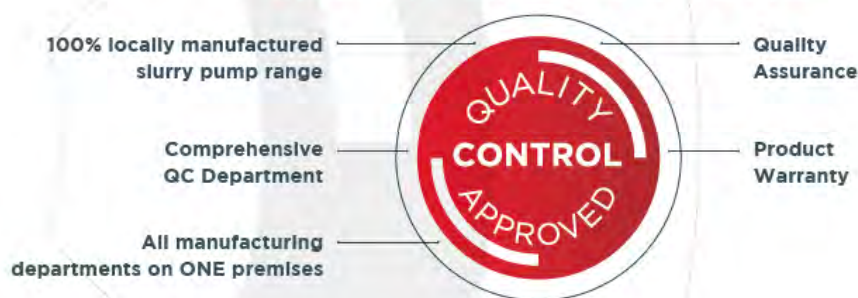 100% locally manufactured
slurry pump range
Comprehensive
QC Department
All manufacturing
departments on ONE premises
QUALITY
CONTROL
APPROVED
Quality
Assurance
Product
Warranty